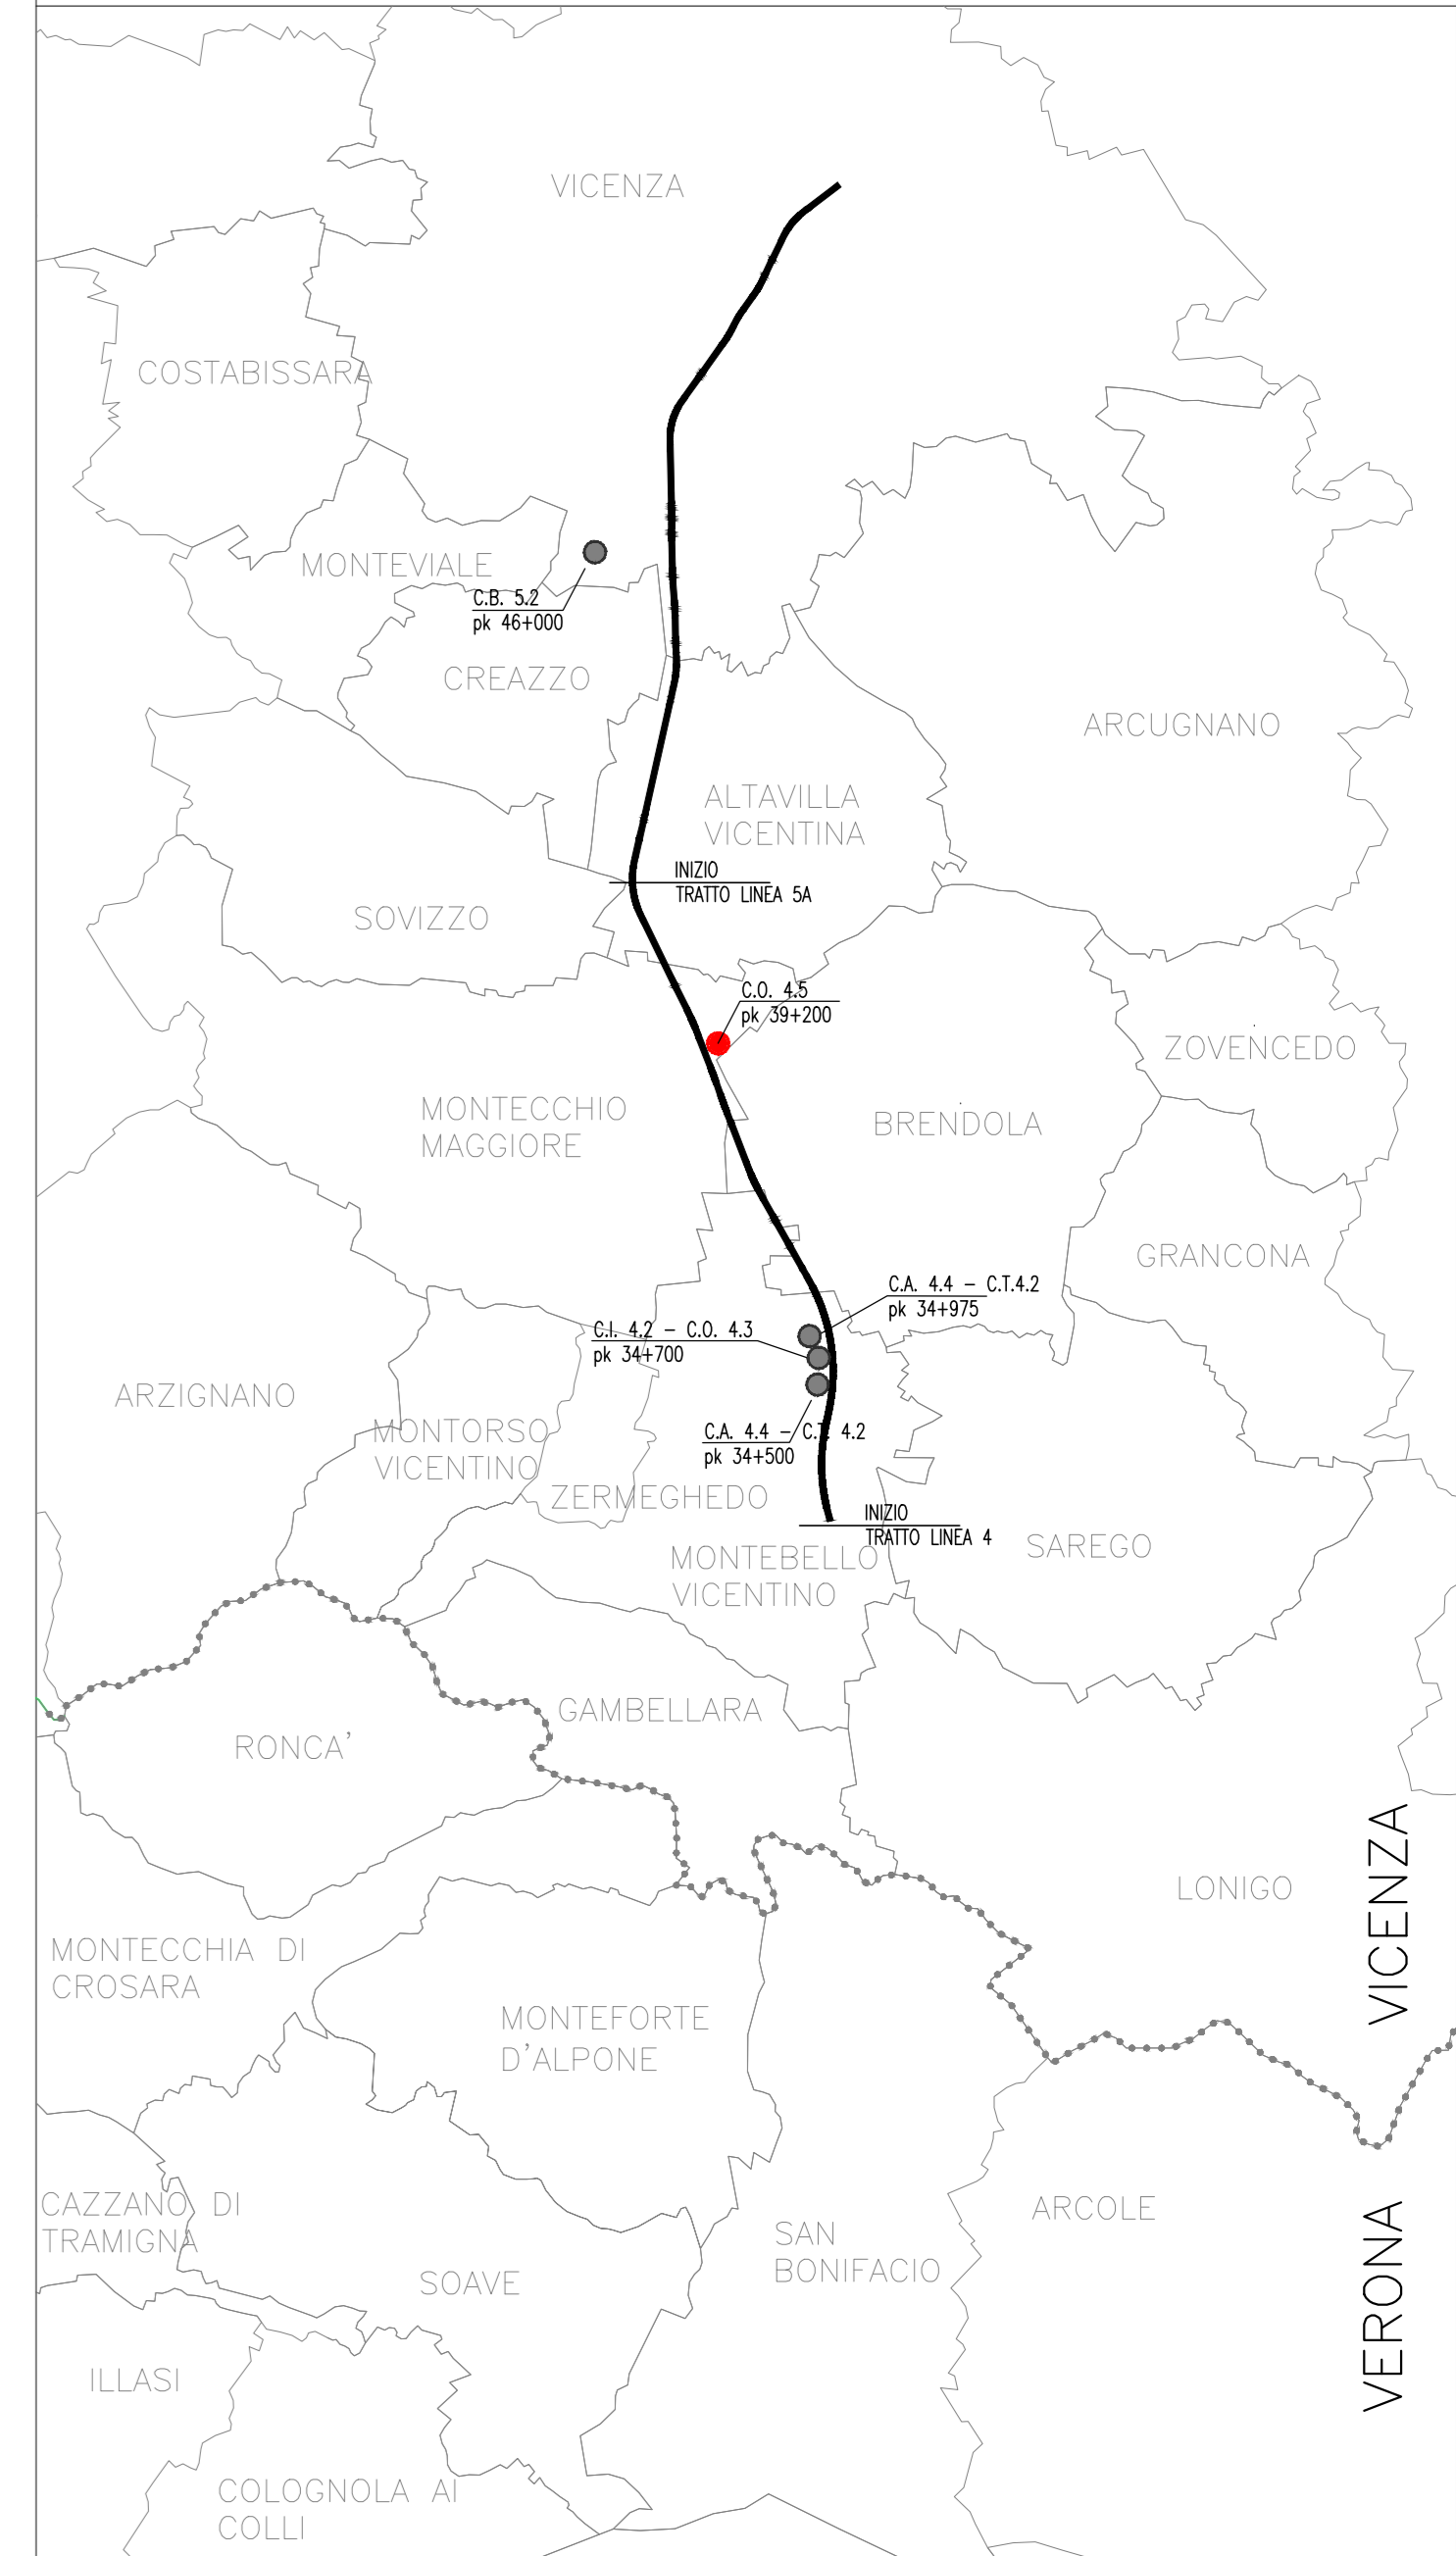 VICENZA
COSTABISSARA
MONTEVIALE
C.B. 5.2
pk 46+000
CREAZZO
ARCUGNANO
ALTAVILLA
VICENTINA
INIZIO
TRATTO LINEA 5A
SOVIZZO
C.O. 4.5
pk 39+200
ZOVENCEDO
MONTECCHIO
MAGGIORE
BRENDOLA
GRANCONA
C.A. 4.4 - C.T.4.2
pk 34+975
C.I. 4.2 - C.O. 4.3
pk 34+700
ARZIGNANO
MONTORSO
VICENTINO
C.A. 4.4 - C.T. 4.2
pk 34+500
ZERMEGHEDO
INIZIO
TRATTO LINEA 4
SAREGO
MONTEBELLO
VICENTINO
GAMBELLARA
RONCA'
LONIGO
VICENZA
MONTECCHIA DI
CROSARA
MONTEFORTE
D'ALPONE
CAZZANO DI
TRAMIGNA
ARCOLE
SAN
BONIFACIO
VERONA
SOAVE
ILLASI
COLOGNOLA AI
COLLI